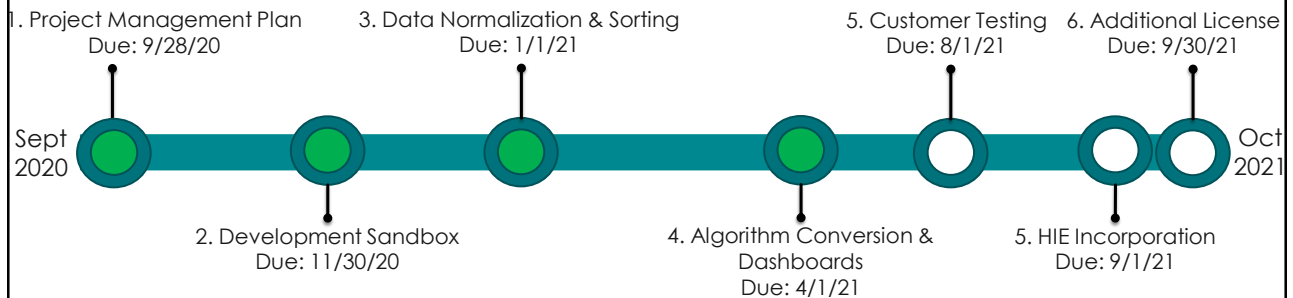 1. Project Management Plan
Due: 9/28/20
3. Data Normalization & Sorting
Due: 1/1/21
5. Customer Testing
Due: 8/1/21
6. Additional License
Due: 9/30/21
Sept
2020
Oct
2021
2. Development Sandbox
Due: 11/30/20
4. Algorithm Conversion &
Dashboards
Due: 4/1/21
5. HIE Incorporation
Due: 9/1/21